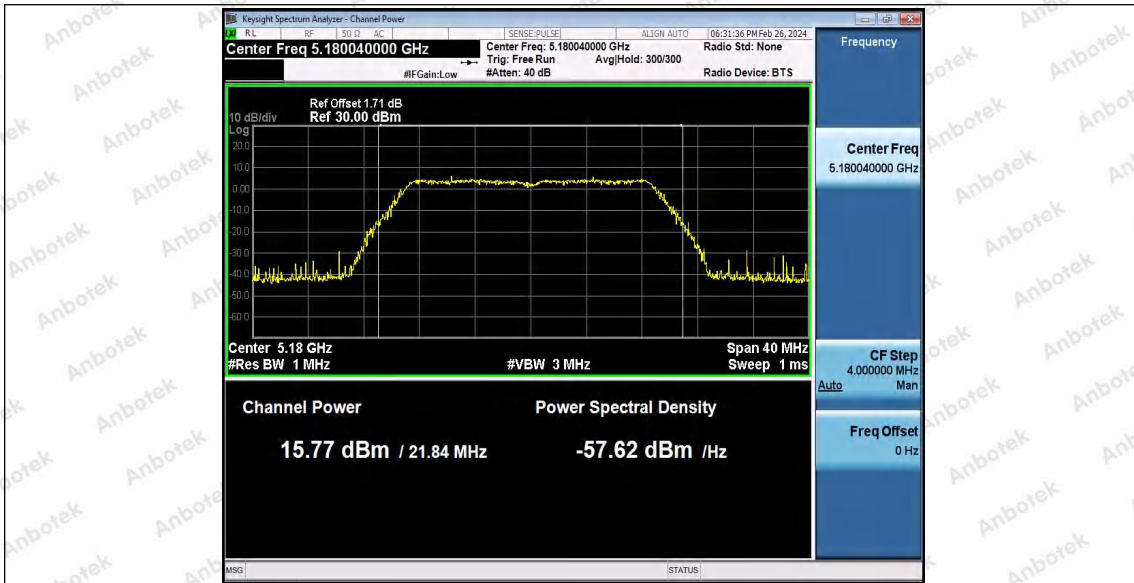 Keysight Spectrum Analyzer - Channel Power
RL RF 50 Ω AC SENSE:PULSE ALIGN AUTO 06:31:36 PM Feb 26, 2024
Center Freq 5.180040000 GHz Center Freq: 5.180040000 GHz Radio Std: None
Trig: Free Run Avg|Hold: 300/300
#IFGain:Low #Atten: 40 dB Radio Device: BTS
Ref Offset 1.71 dB
10 dB/div Ref 30.00 dBm
Log
20.0
10.0
0.00
-10.0
-20.0
-30.0
-40.0
-50.0
-60.0
Center 5.18 GHz Span 40 MHz
#Res BW 1 MHz #VBW 3 MHz Sweep 1 ms
Channel Power Power Spectral Density
15.77 dBm / 21.84 MHz -57.62 dBm /Hz
MSG STATUS
Frequency
Center Freq
5.180040000 GHz
CF Step
4.000000 MHz
Auto Man
Freq Offset
0 Hz
Anbotek